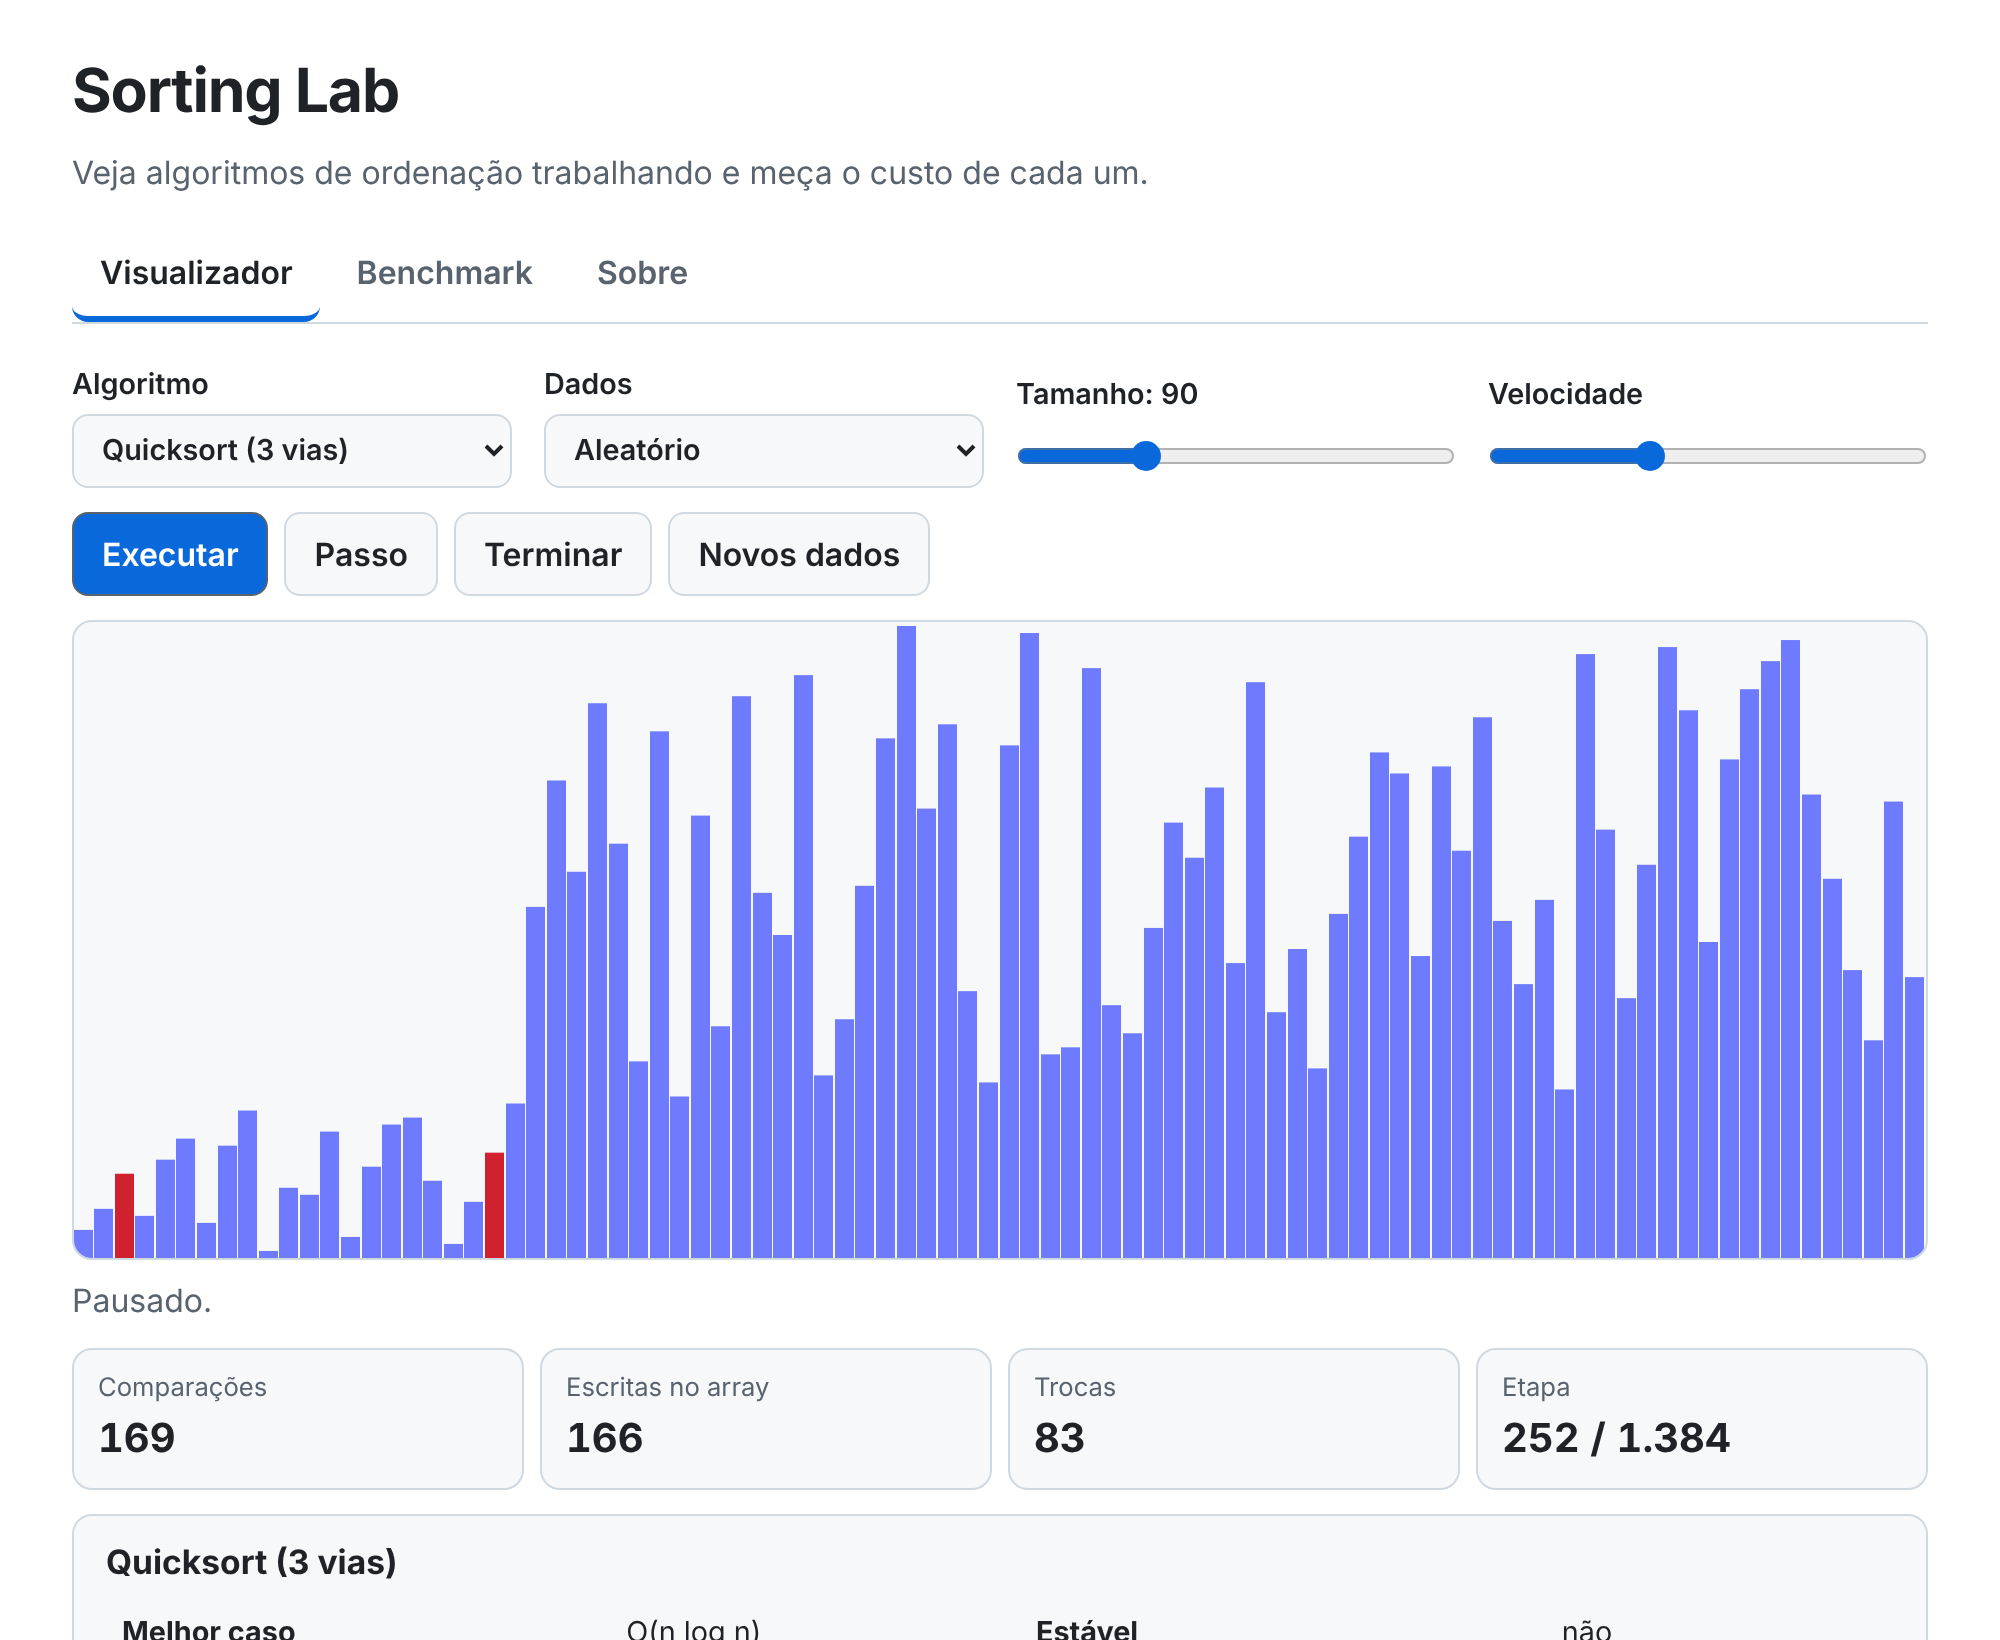 Sorting Lab
Veja algoritmos de ordenação trabalhando e meça o custo de cada um.
Visualizador Benchmark Sobre
Algoritmo Dados Tamanho: 90 Velocidade
Quicksort (3 vias) Aleatório
Executar Passo Terminar Novos dados
Pausado.
Comparações Escritas no array Trocas Etapa
169 166 83 252 / 1.384
Quicksort (3 vias)
Melhor caso O(n log n) Estável não